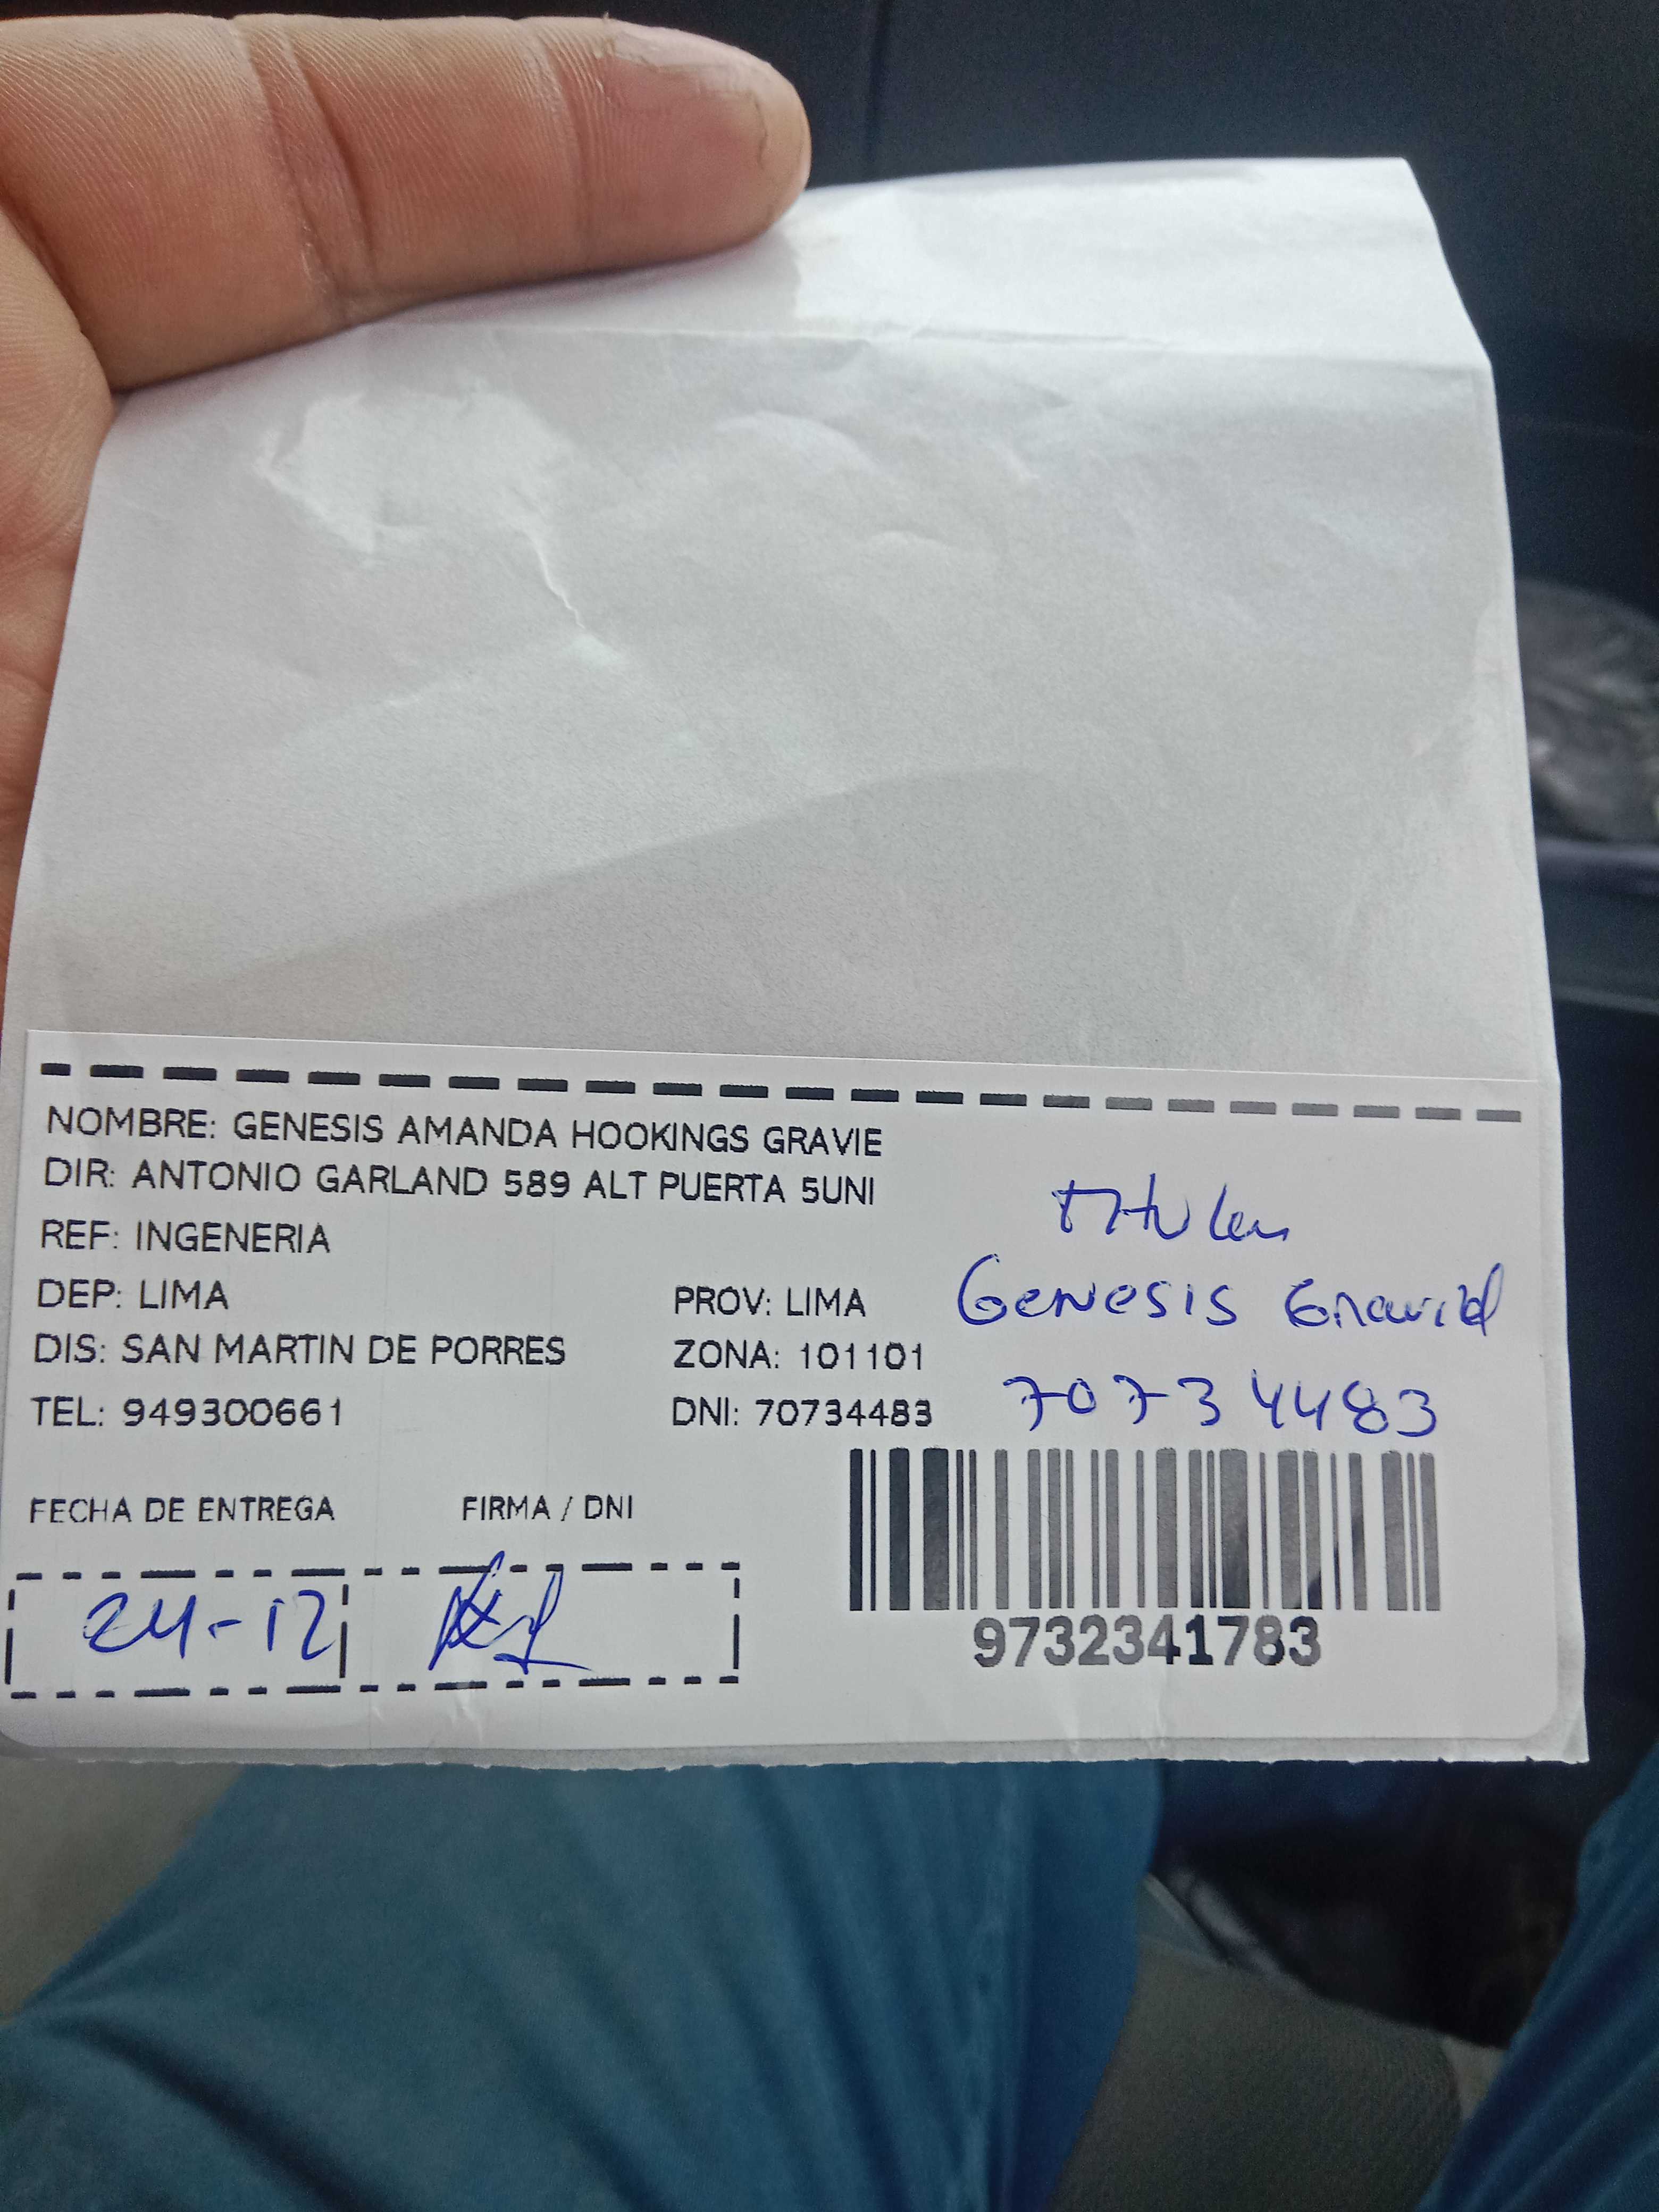 NOMBRE: GENESIS AMANDA HOOKINGS GRAVIE
DIR: ANTONIO GARLAND 589 ALT PUERTA 5UNI
REF: INGENERIA
DEP: LIMA PROV: LIMA
DIS: SAN MARTIN DE PORRES ZONA: 101101
TEL: 949300661 DNI: 70734483
titular
Genesis
70734483
FECHA DE ENTREGA FIRMA / DNI
24-12
9732341783